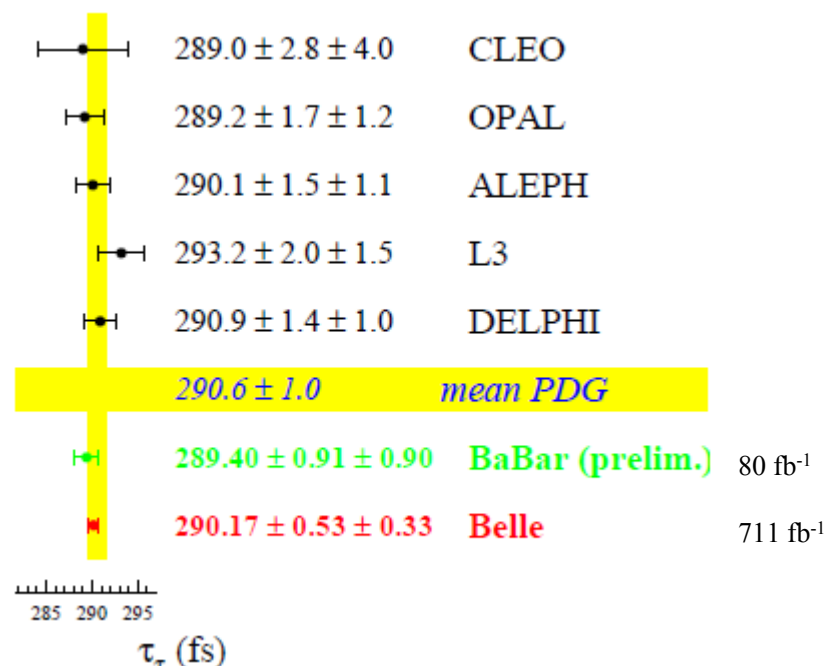 289.0 ± 2.8 ± 4.0 CLEO
289.2 ± 1.7 ± 1.2 OPAL
290.1 ± 1.5 ± 1.1 ALEPH
293.2 ± 2.0 ± 1.5 L3
290.9 ± 1.4 ± 1.0 DELPHI
290.6 ± 1.0 mean PDG
289.40 ± 0.91 ± 0.90 BaBar (prelim.) 80 fb⁻¹
290.17 ± 0.53 ± 0.33 Belle 711 fb⁻¹
285 290 295
τ_τ (fs)